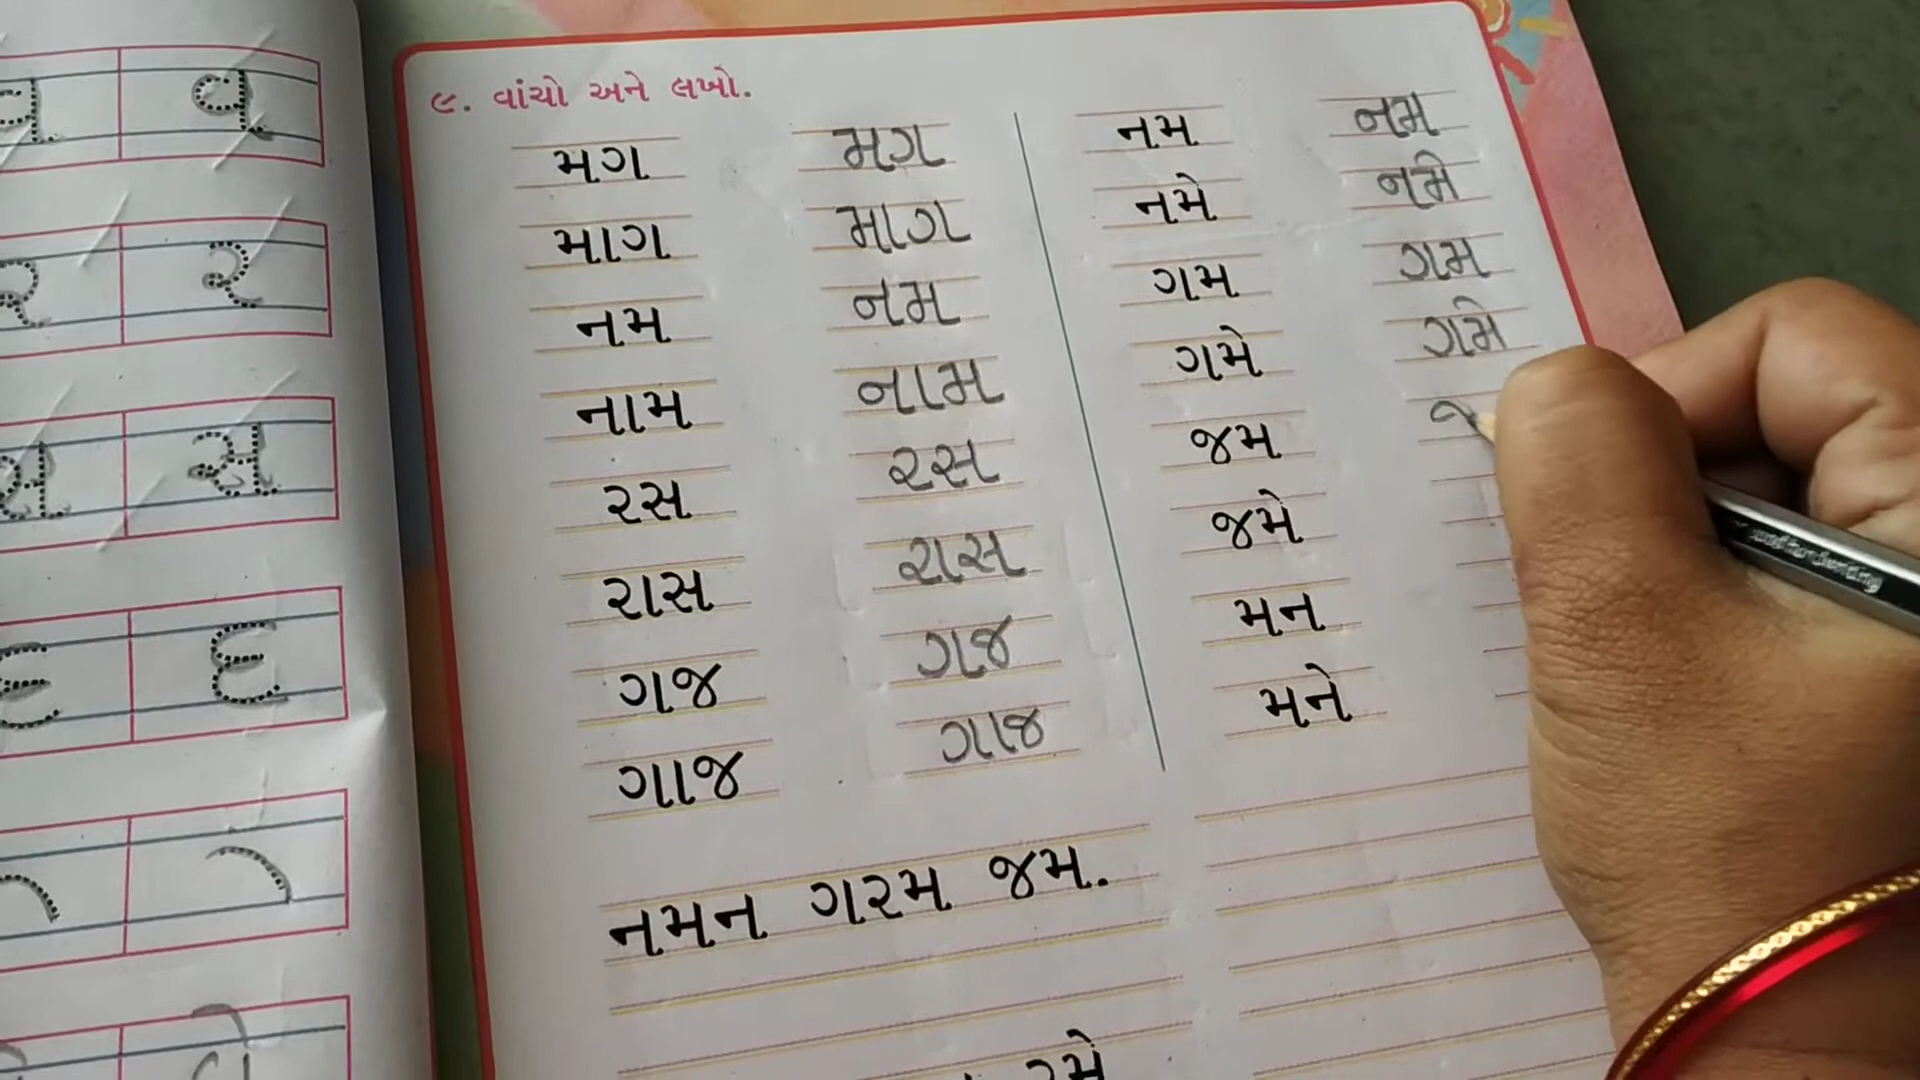 ૯. વાંચો અને લખો.
મગ મગ
માગ માગ
નમ નમ
નામ નામ
રસ રસ
રાસ રાસ
ગજ ગજ
ગાજ ગાજ
નમ નમ
નમે નમે
ગમ ગમ
ગમે ગમે
જમ
જમે
મન
મને
નમન ગરમ જમ.
રમે
વ
ર
સ